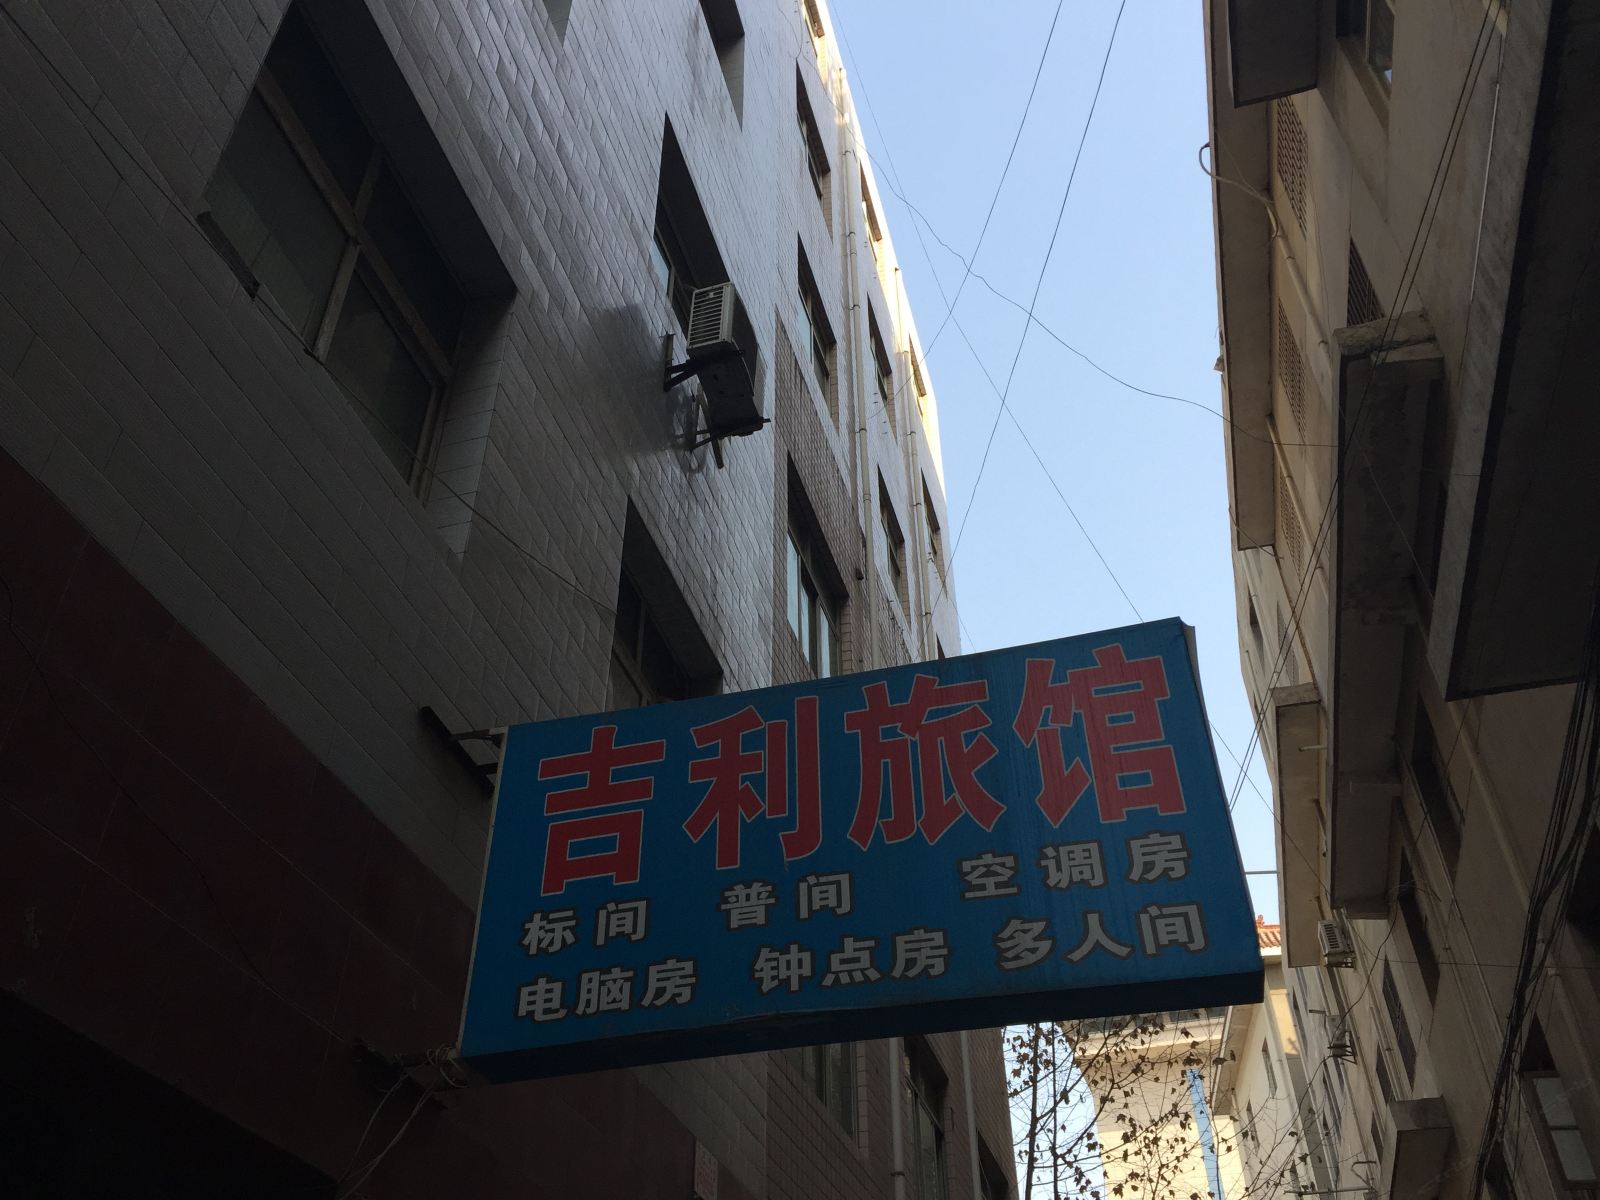 吉利旅馆
标间 普间 空调房
电脑房 钟点房 多人间